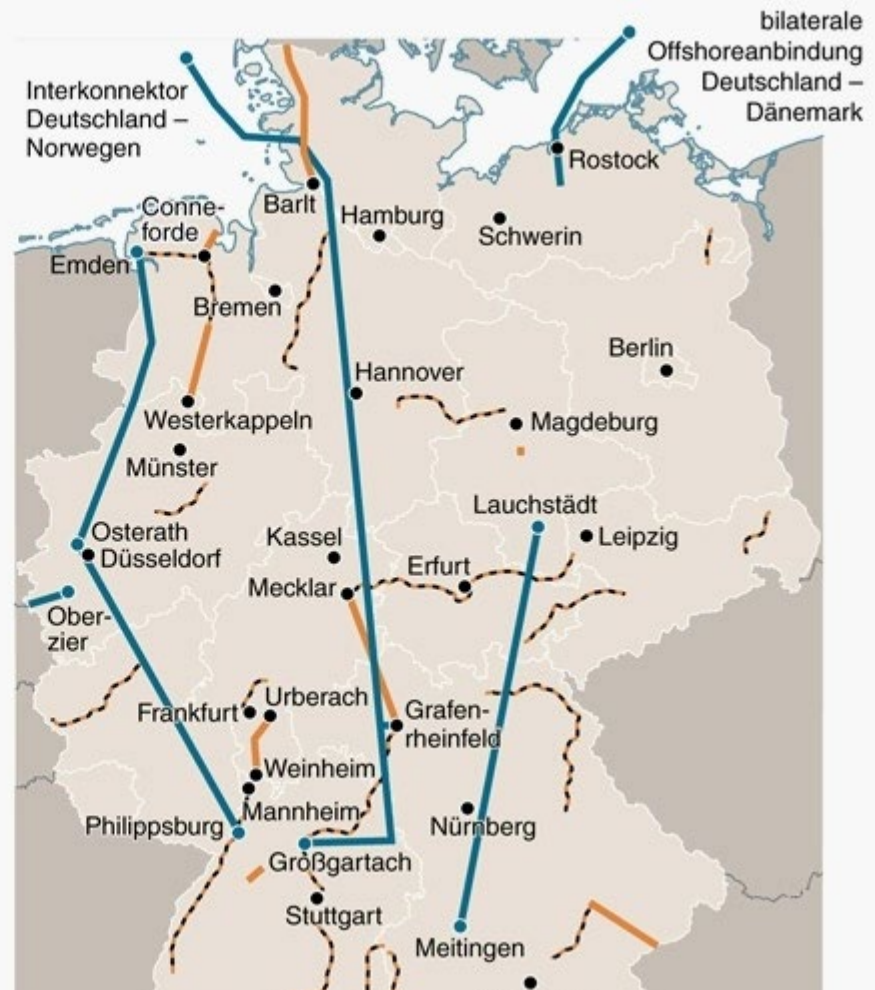 bilaterale
Offshoreanbindung
Deutschland –
Dänemark
Interkonnektor
Deutschland –
Norwegen
Rostock
Conne-
forde
Barlt
Hamburg
Schwerin
Emden
Bremen
Berlin
Hannover
Westerkappeln
Magdeburg
Münster
Lauchstädt
Osterath
Düsseldorf
Kassel
Leipzig
Erfurt
Mecklar
Ober-
zier
Urberach
Frankfurt
Grafen-
rheinfeld
Weinheim
Mannheim
Philippsburg
Nürnberg
Großgartach
Stuttgart
Meitingen